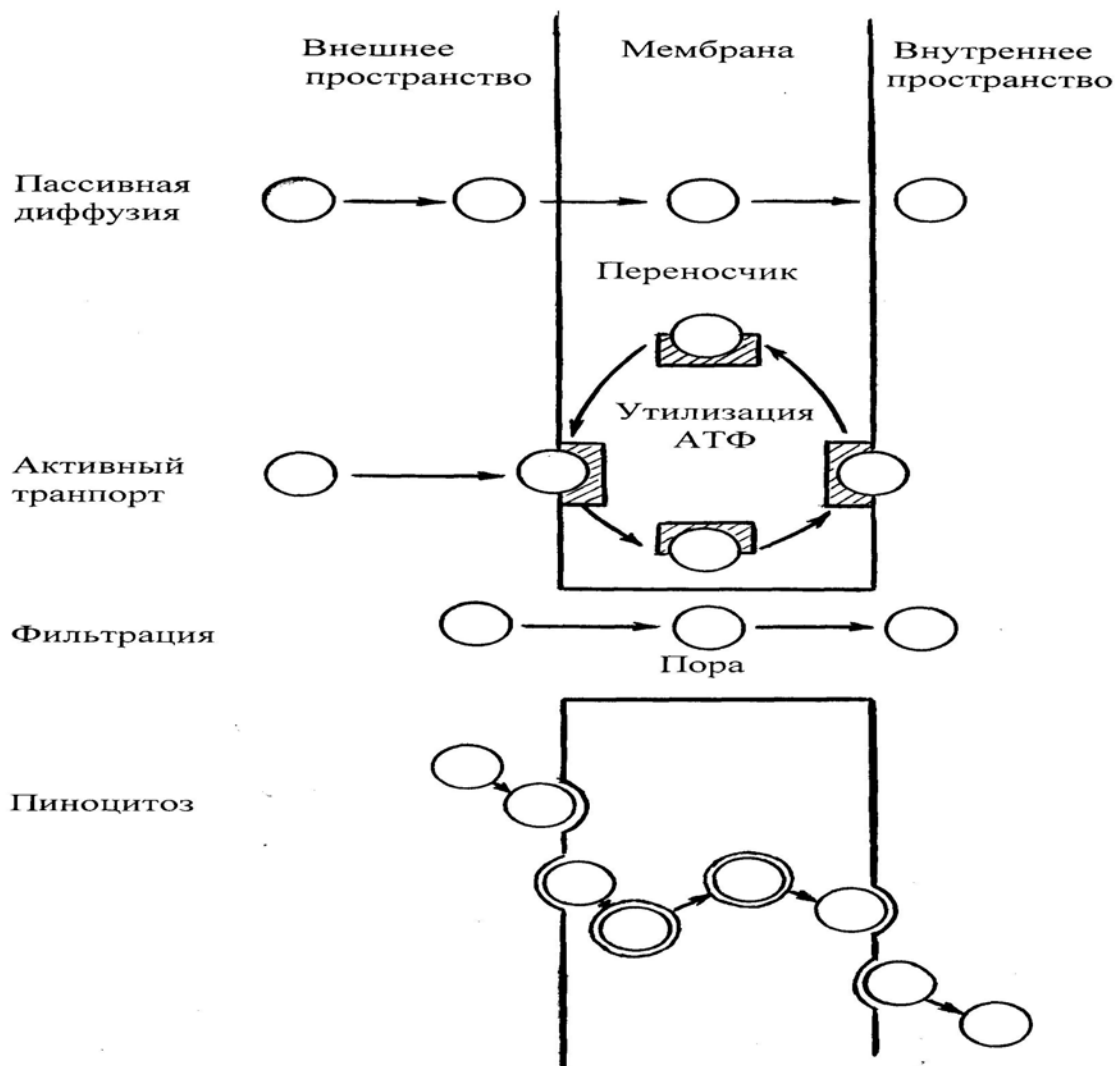 Внешнее
пространство
Мембрана
Внутреннее
пространство
Пассивная
диффузия
Переносчик
Утилизация
АТФ
Активный
транпорт
Фильтрация
Пора
Пиноцитоз